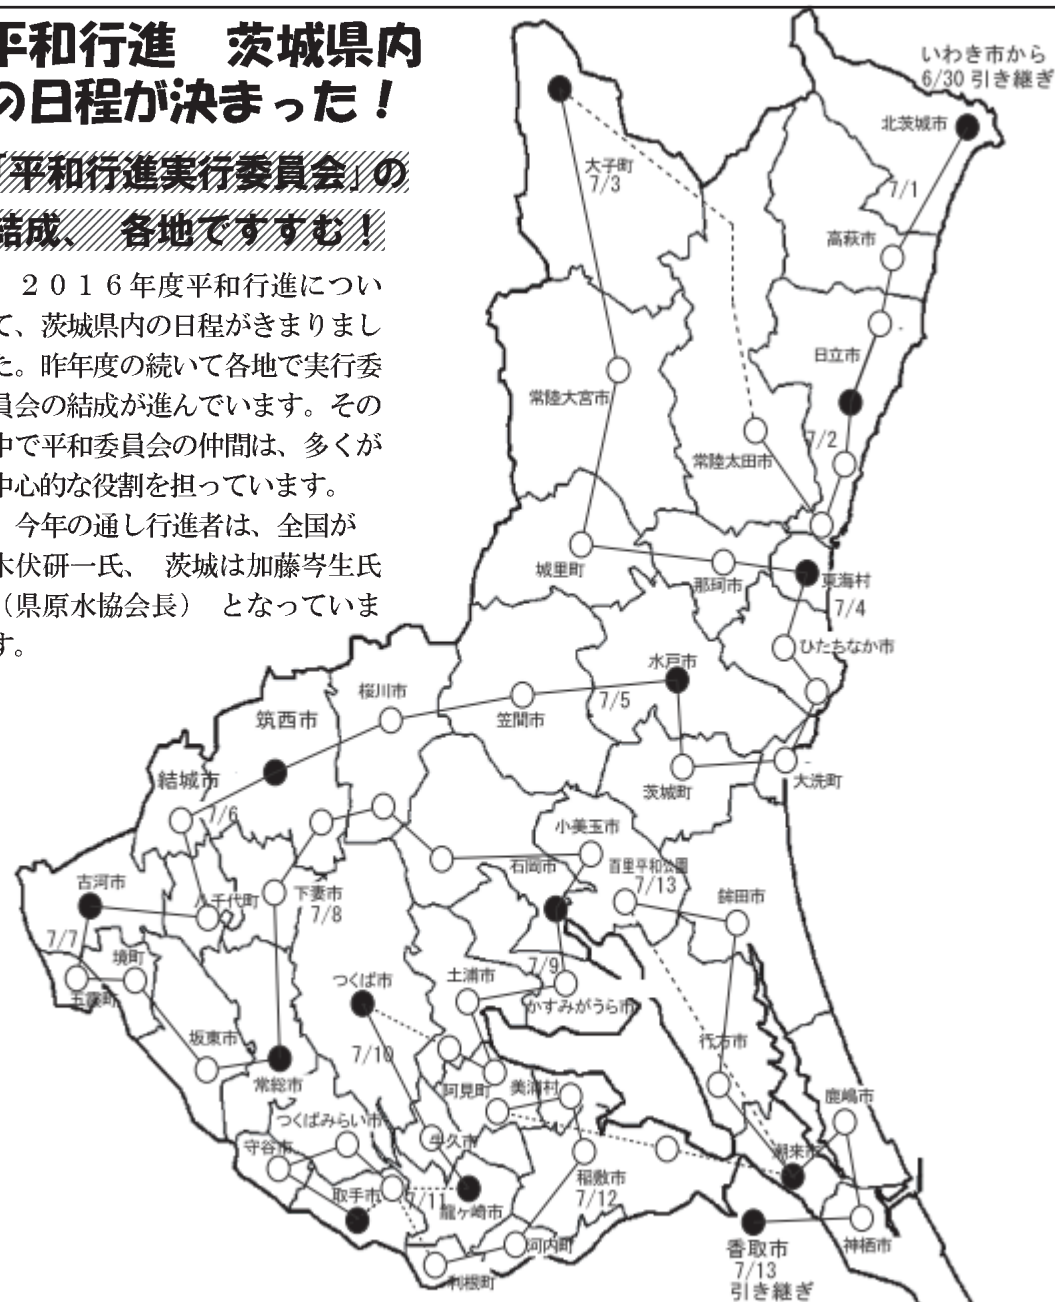 平和行進 茨城県内
の日程が決まった!
「平和行進実行委員会」の
結成、 各地ですすむ!
2016年度平和行進につい
て、茨城県内の日程がきまりまし
た。昨年度の続いて各地で実行委
員会の結成が進んでいます。その
中で平和委員会の仲間は、多くが
中心的な役割を担っています。
今年の通し行進者は、全国が
木伏研一氏、 茨城は加藤岑生氏
(県原水協会長) となっていま
す。
いわき市から
6/30 引き継ぎ
北茨城市
大子町
7/3
7/1
高萩市
日立市
常陸大宮市
7/2
常陸太田市
城里町
那珂市
東海村
7/4
ひたちなか市
水戸市
桜川市
7/5
筑西市
笠間市
結城市
大洗町
茨城町
7/6
小美玉市
石岡市
百里平和公園
7/13
古河市
八千代町
下妻市
7/8
鉾田市
7/7
境町
五霞町
つくば市
土浦市
7/9
かすみがうら市
坂東市
7/10
行方市
常総市
阿見町
美浦村
鹿嶋市
つくばみらい市
守谷市
牛久市
潮来市
取手市
7/11
龍ヶ崎市
稲敷市
7/12
河内町
利根町
香取市
7/13
引き継ぎ
神栖市